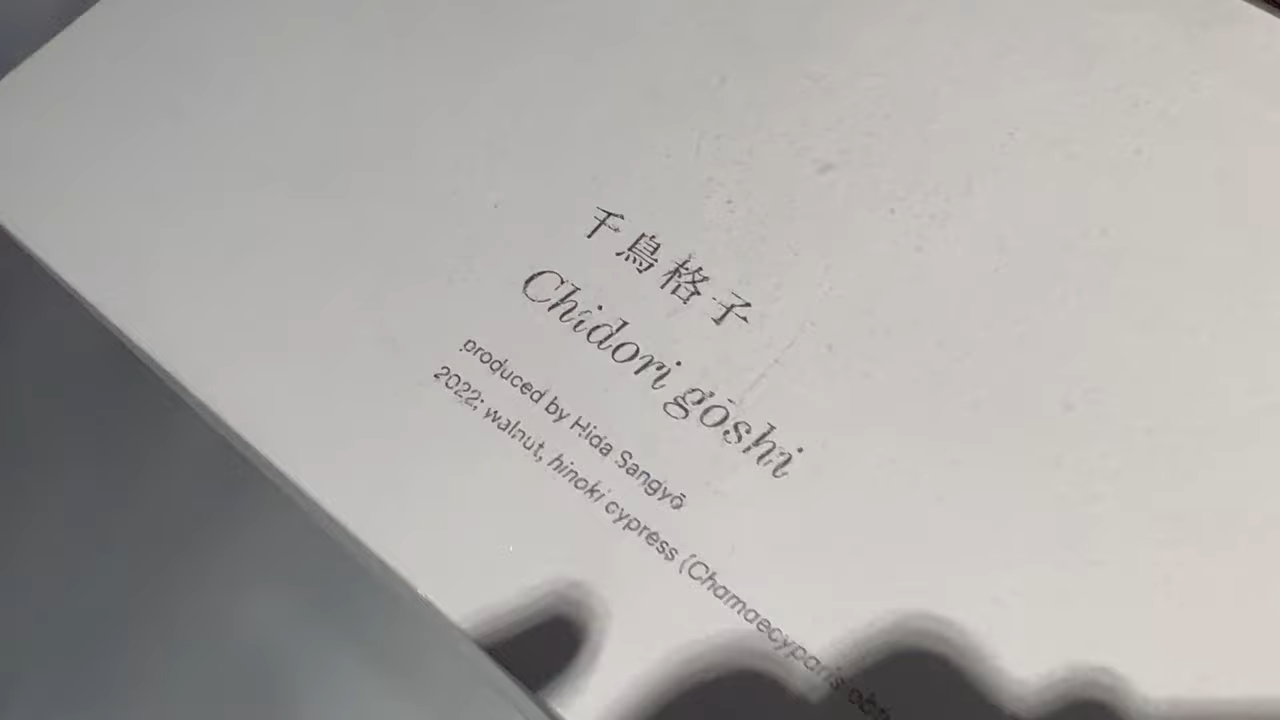 千鳥格子
Chidori gōshi
produced by Hida Sangyō
2022; walnut, hinoki cypress (Chamaecyparis